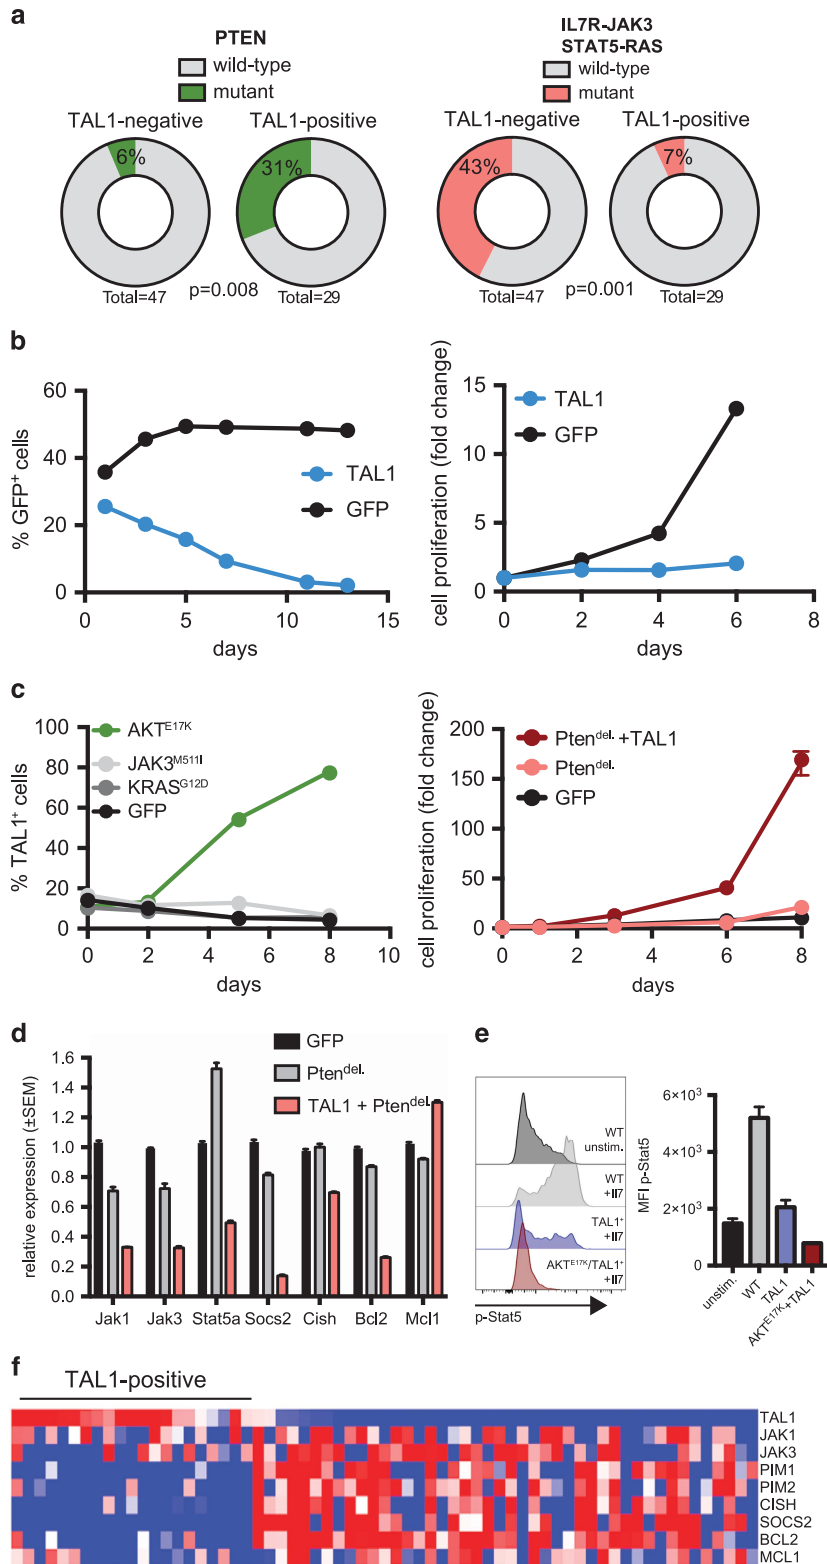 a
PTEN
wild-type
mutant
TAL1-negative
TAL1-positive
6%
31%
Total=47
p=0.008
Total=29
IL7R-JAK3
STAT5-RAS
wild-type
mutant
TAL1-negative
TAL1-positive
43%
7%
Total=47
p=0.001
Total=29
b
% GFP+ cells
60
40
20
0
0 5 10 15
days
TAL1
GFP
cell proliferation (fold change)
15
10
5
0
0 2 4 6 8
days
TAL1
GFP
c
% TAL1+ cells
100
80
60
40
20
0
0 2 4 6 8 10
days
AKTE17K
JAK3M511I
KRASG12D
GFP
cell proliferation (fold change)
200
150
100
50
0
0 2 4 6 8
days
Ptendel. +TAL1
Ptendel.
GFP
d
relative expression (±SEM)
1.6
1.4
1.2
1.0
0.8
0.6
0.4
0.2
0.0
GFP
Ptendel.
TAL1 + Ptendel.
Jak1 Jak3 Stat5a Socs2 Cish Bcl2 Mcl1
e
WT
unstim.
WT
+Il7
TAL1+
+Il7
AKTE17K/TAL1+
+Il7
p-Stat5
MFI p-Stat5
6×10³
4×10³
2×10³
0
unstim.
WT
TAL1
AKTE17K+TAL1
f
TAL1-positive
TAL1
JAK1
JAK3
PIM1
PIM2
CISH
SOCS2
BCL2
MCL1